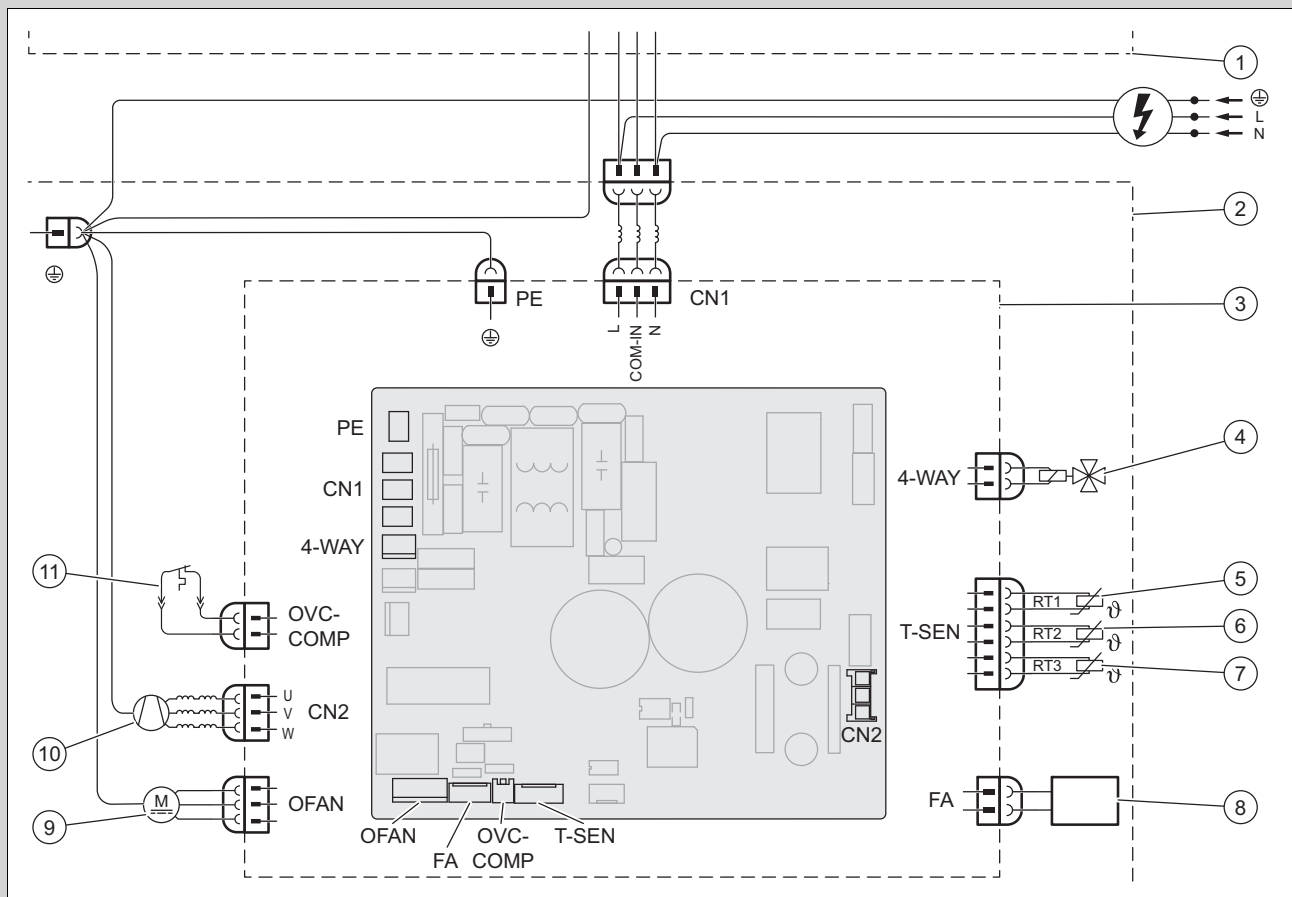 1
L
N
2
PE
CN1
L
COM-IN
N
3
PE
CN1
4-WAY
4-WAY
4
11
OVC-
COMP
T-SEN
RT1
ϑ
5
RT2
ϑ
6
RT3
ϑ
7
U
V
W
CN2
10
CN2
M
OFAN
9
FA
8
OFAN
FA
OVC-
COMP
T-SEN